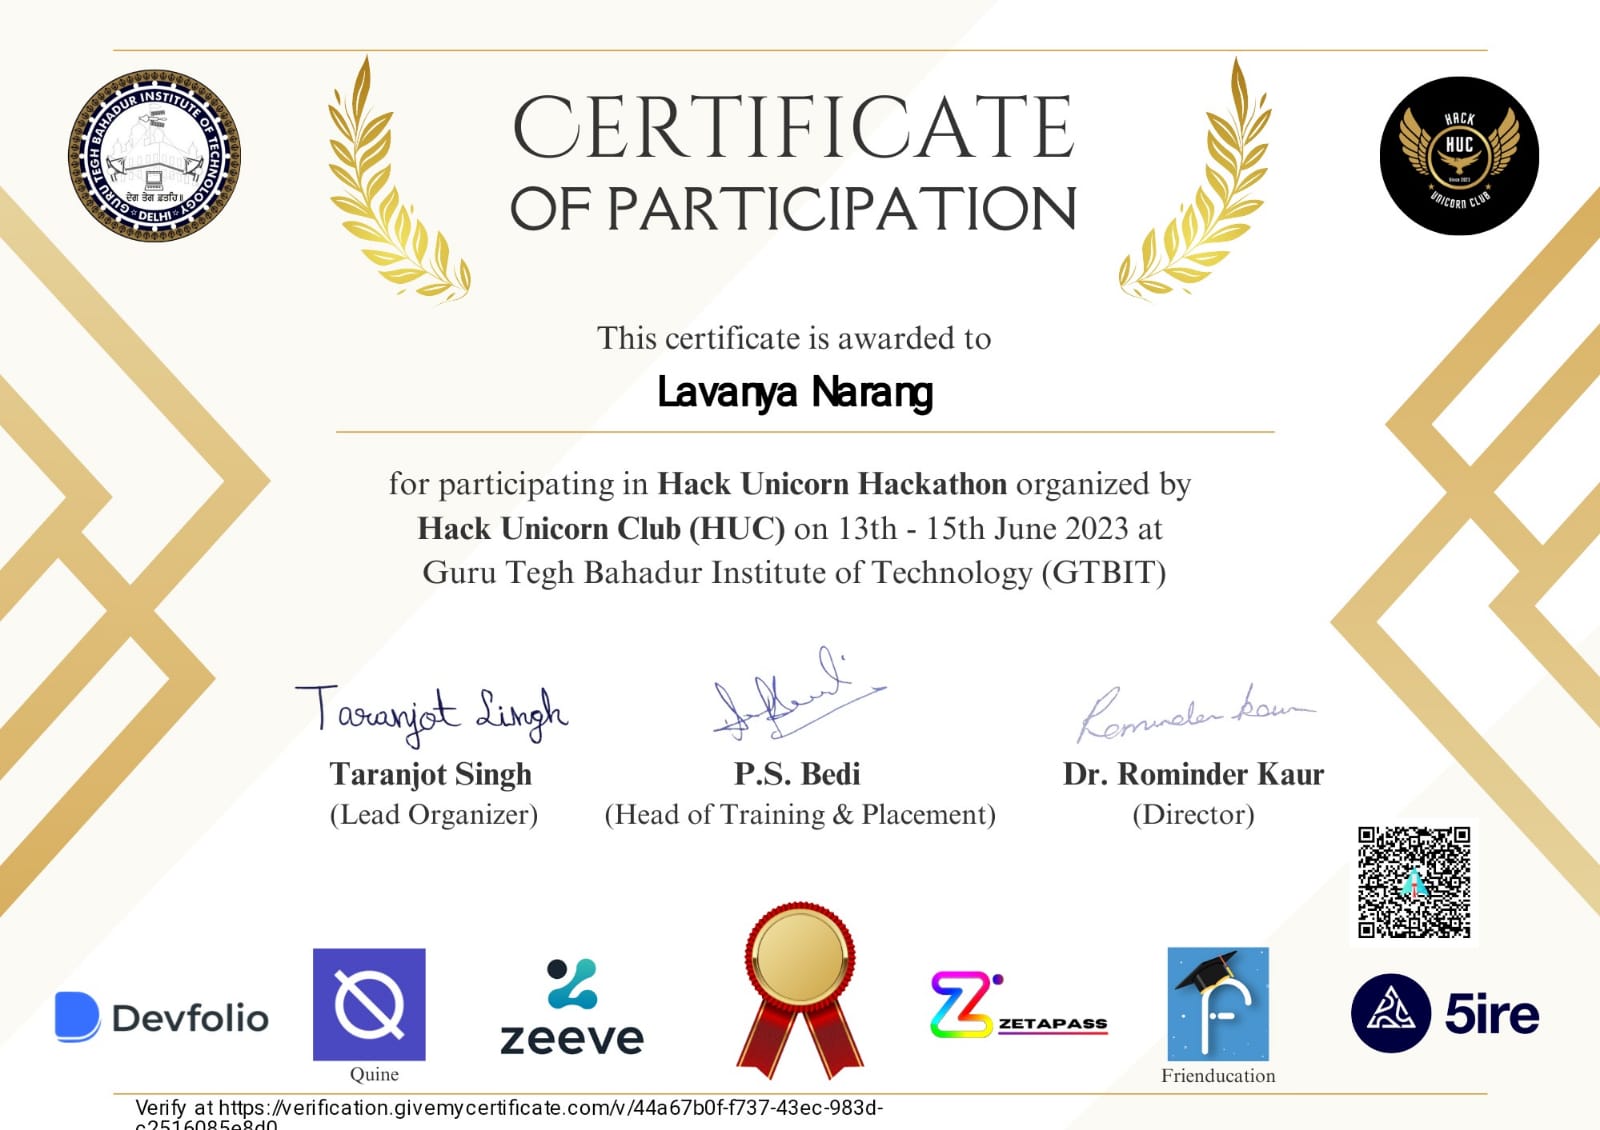 GURU TEGH BAHADUR INSTITUTE OF TECHNOLOGY
ਦੇਗ ਤੇਗ ਫ਼ਤਹਿ॥
DELHI
CERTIFICATE
OF PARTICIPATION
HACK
HUC
Since 2023
UNICORN CLUB
This certificate is awarded to
Lavanya Narang
for participating in Hack Unicorn Hackathon organized by
Hack Unicorn Club (HUC) on 13th - 15th June 2023 at
Guru Tegh Bahadur Institute of Technology (GTBIT)
Taranjot Singh
Rominder Kaur
Taranjot Singh
P.S. Bedi
Dr. Rominder Kaur
(Lead Organizer)
(Head of Training & Placement)
(Director)
Devfolio
Quine
zeeve
ZETAPASS
Frienducation
5ire
Verify at https://verification.givemycertificate.com/v/44a67b0f-f737-43ec-983d-
c2516085e8d0